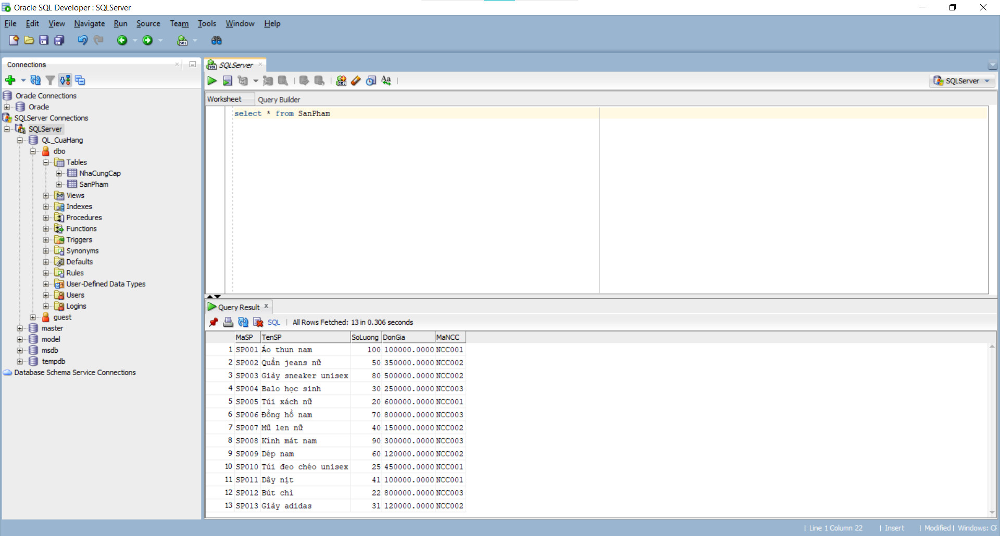 Oracle SQL Developer : SQLServer
File Edit View Navigate Run Source Team Tools Window Help
Connections
Oracle Connections
Oracle
SQLServer Connections
SQLServer
QL_CuaHang
dbo
Tables
NhaCungCap
SanPham
Views
Indexes
Procedures
Functions
Triggers
Synonyms
Defaults
Rules
User-Defined Data Types
Users
Logins
guest
master
model
msdb
tempdb
Database Schema Service Connections
SQLServer
SQLServer
Worksheet Query Builder
select * from SanPham
Query Result
SQL | All Rows Fetched: 13 in 0.306 seconds
MaSP TenSP SoLuong DonGia MaNCC
1 SP001 Áo thun nam 100 100000.0000 NCC001
2 SP002 Quần jeans nữ 50 350000.0000 NCC002
3 SP003 Giày sneaker unisex 80 500000.0000 NCC002
4 SP004 Balo học sinh 30 250000.0000 NCC003
5 SP005 Túi xách nữ 20 600000.0000 NCC001
6 SP006 Đồng hồ nam 70 800000.0000 NCC003
7 SP007 Mũ len nữ 40 150000.0000 NCC002
8 SP008 Kính mát nam 90 300000.0000 NCC003
9 SP009 Dép nam 60 120000.0000 NCC002
10 SP010 Túi đeo chéo unisex 25 450000.0000 NCC001
11 SP011 Dây nịt 41 100000.0000 NCC001
12 SP012 Bút chì 22 800000.0000 NCC003
13 SP013 Giày adidas 31 120000.0000 NCC002
| Line 1 Column 22 | Insert | Modified | Windows: CF